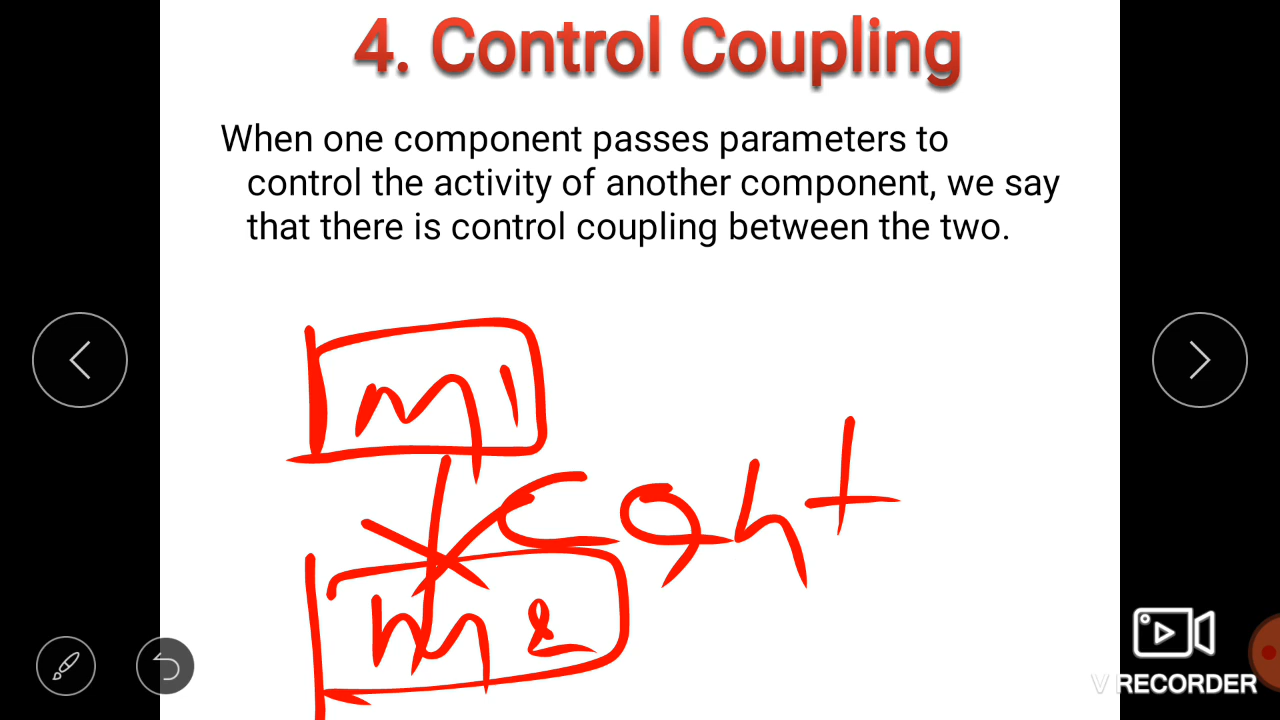 4. Control Coupling
When one component passes parameters to
control the activity of another component, we say
that there is control coupling between the two.
m1
cont
m2
V RECORDER